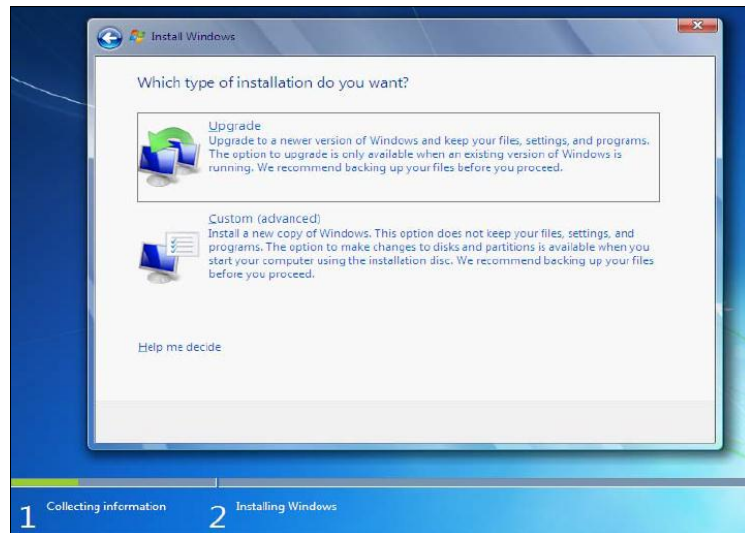 Install Windows
Which type of installation do you want?
Upgrade
Upgrade to a newer version of Windows and keep your files, settings, and programs.
The option to upgrade is only available when an existing version of Windows is
running. We recommend backing up your files before you proceed.
Custom (advanced)
Install a new copy of Windows. This option does not keep your files, settings, and
programs. The option to make changes to disks and partitions is available when you
start your computer using the installation disc. We recommend backing up your files
before you proceed.
Help me decide
1 Collecting information
2 Installing Windows